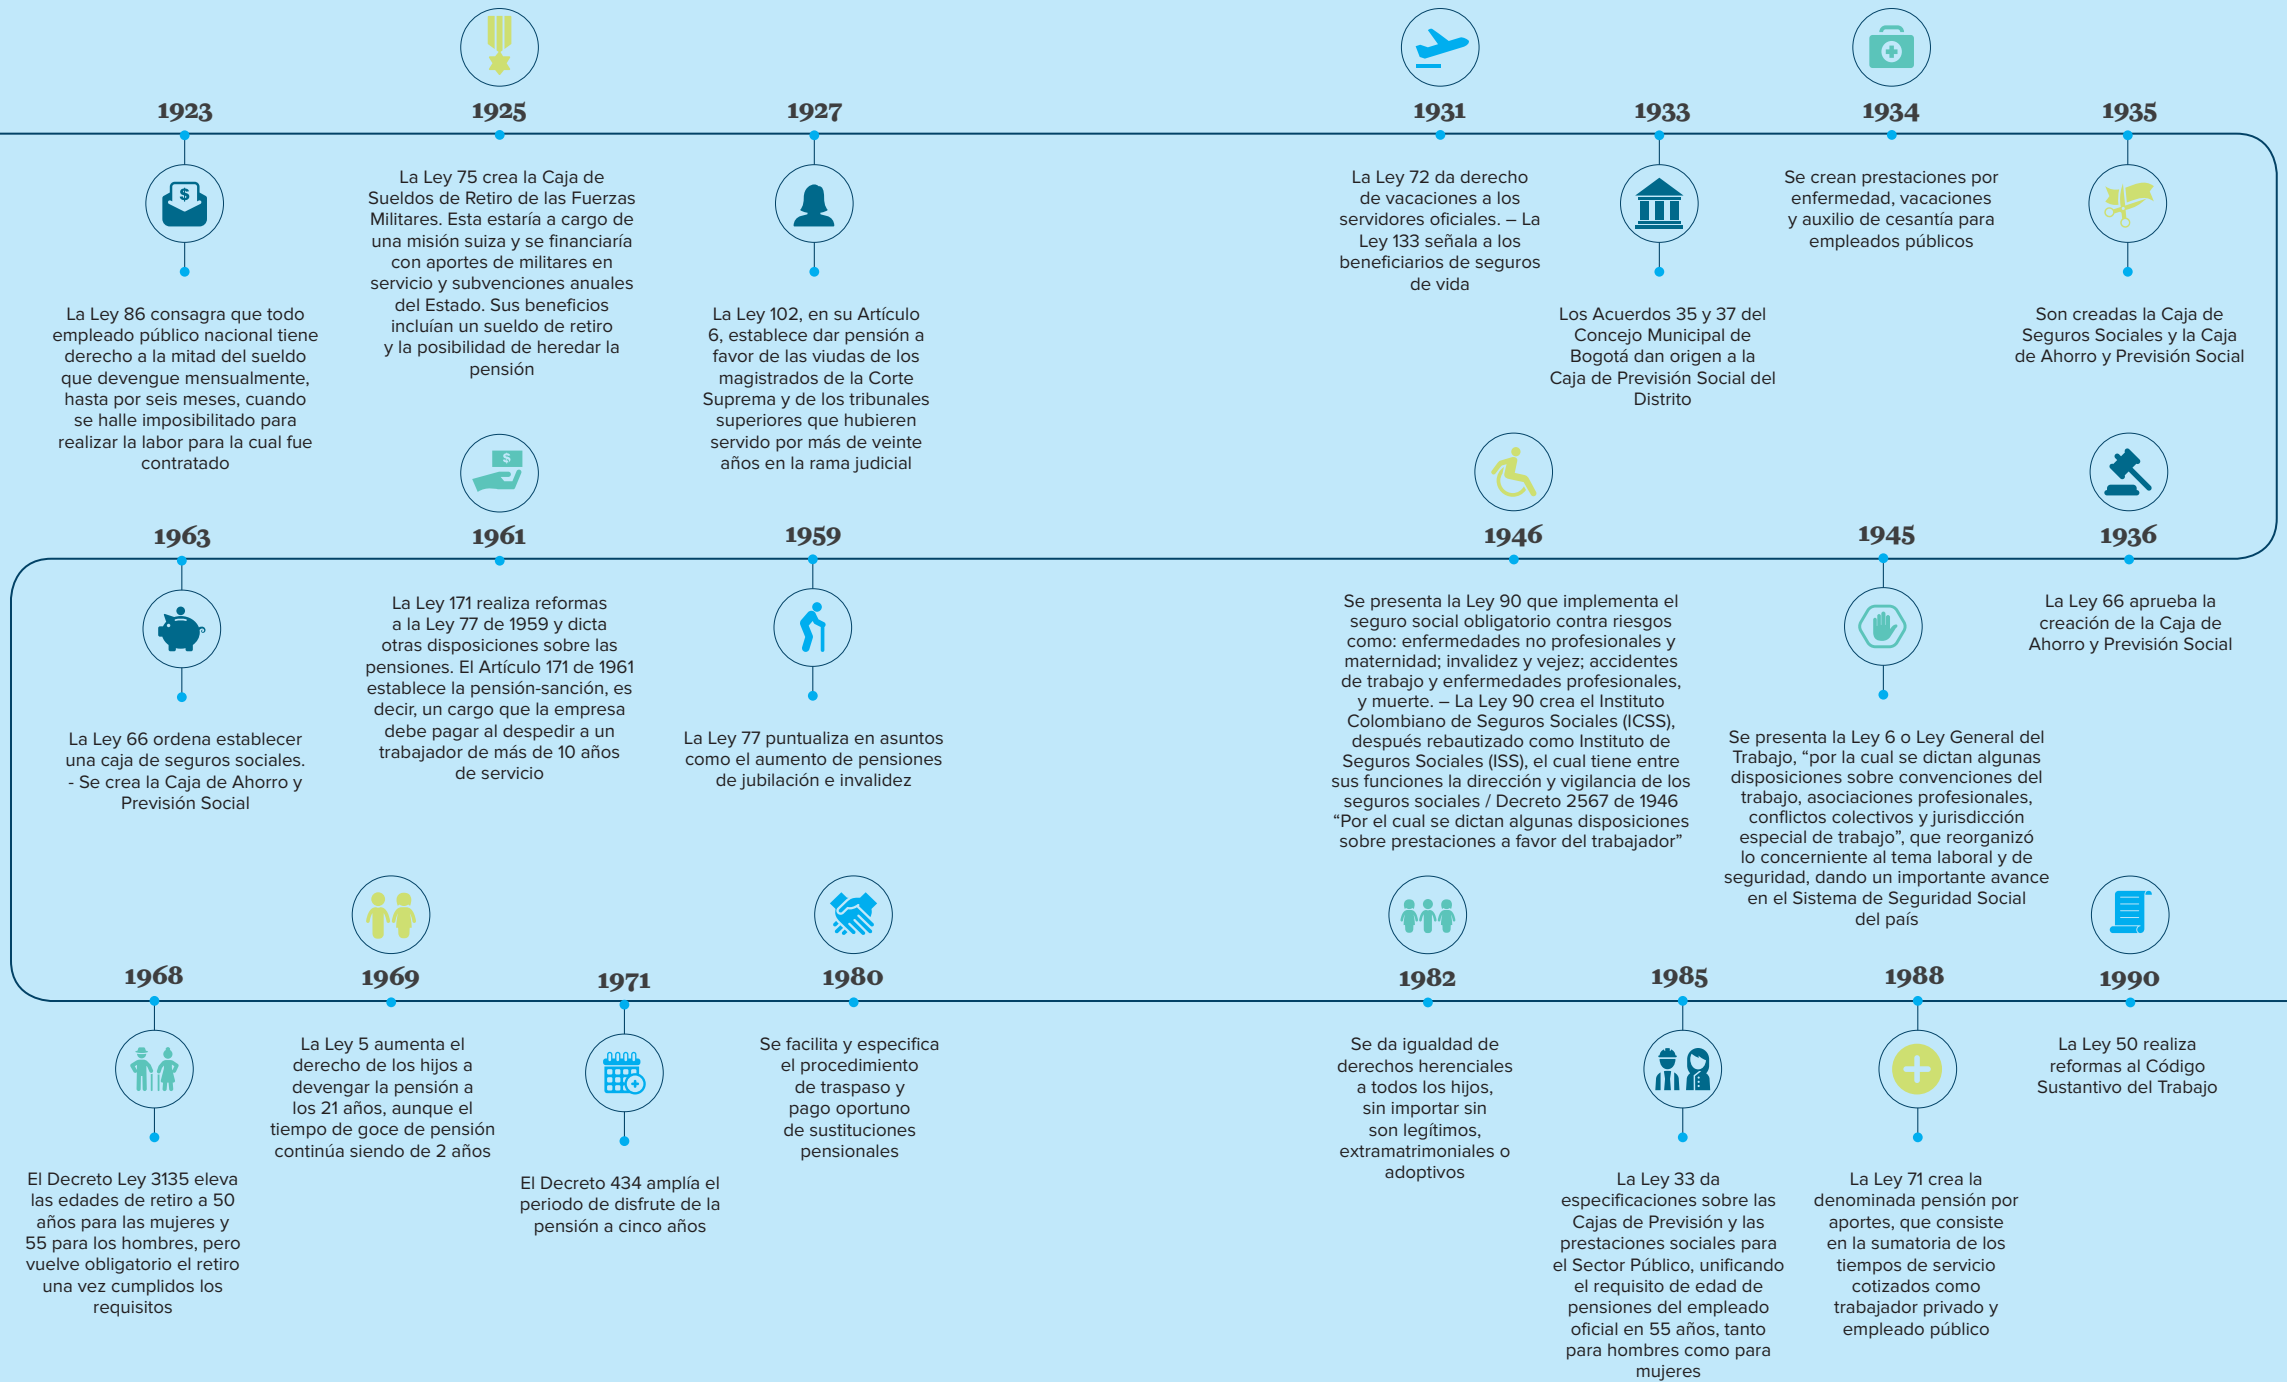 1923
La Ley 86 consagra que todo
empleado público nacional tiene
derecho a la mitad del sueldo
que devengue mensualmente,
hasta por seis meses, cuando
se halle imposibilitado para
realizar la labor para la cual fue
contratado
1925
La Ley 75 crea la Caja de
Sueldos de Retiro de las Fuerzas
Militares. Esta estaría a cargo de
una misión suiza y se financiaría
con aportes de militares en
servicio y subvenciones anuales
del Estado. Sus beneficios
incluían un sueldo de retiro
y la posibilidad de heredar la
pensión
1927
La Ley 102, en su Artículo
6, establece dar pensión a
favor de las viudas de los
magistrados de la Corte
Suprema y de los tribunales
superiores que hubieren
servido por más de veinte
años en la rama judicial
1931
La Ley 72 da derecho
de vacaciones a los
servidores oficiales. – La
Ley 133 señala a los
beneficiarios de seguros
de vida
1933
Los Acuerdos 35 y 37 del
Concejo Municipal de
Bogotá dan origen a la
Caja de Previsión Social del
Distrito
1934
Se crean prestaciones por
enfermedad, vacaciones
y auxilio de cesantía para
empleados públicos
1935
Son creadas la Caja de
Seguros Sociales y la Caja
de Ahorro y Previsión Social
1936
La Ley 66 aprueba la
creación de la Caja de
Ahorro y Previsión Social
1945
Se presenta la Ley 6 o Ley General del
Trabajo, “por la cual se dictan algunas
disposiciones sobre convenciones del
trabajo, asociaciones profesionales,
conflictos colectivos y jurisdicción
especial de trabajo”, que reorganizó
lo concerniente al tema laboral y de
seguridad, dando un importante avance
en el Sistema de Seguridad Social
del país
1946
Se presenta la Ley 90 que implementa el
seguro social obligatorio contra riesgos
como: enfermedades no profesionales y
maternidad; invalidez y vejez; accidentes
de trabajo y enfermedades profesionales,
y muerte. – La Ley 90 crea el Instituto
Colombiano de Seguros Sociales (ICSS),
después rebautizado como Instituto de
Seguros Sociales (ISS), el cual tiene entre
sus funciones la dirección y vigilancia de los
seguros sociales / Decreto 2567 de 1946
“Por el cual se dictan algunas disposiciones
sobre prestaciones a favor del trabajador”
1959
La Ley 77 puntualiza en asuntos
como el aumento de pensiones
de jubilación e invalidez
1961
La Ley 171 realiza reformas
a la Ley 77 de 1959 y dicta
otras disposiciones sobre las
pensiones. El Artículo 171 de 1961
establece la pensión-sanción, es
decir, un cargo que la empresa
debe pagar al despedir a un
trabajador de más de 10 años
de servicio
1963
La Ley 66 ordena establecer
una caja de seguros sociales.
- Se crea la Caja de Ahorro y
Previsión Social
1968
El Decreto Ley 3135 eleva
las edades de retiro a 50
años para las mujeres y
55 para los hombres, pero
vuelve obligatorio el retiro
una vez cumplidos los
requisitos
1969
La Ley 5 aumenta el
derecho de los hijos a
devengar la pensión a
los 21 años, aunque el
tiempo de goce de pensión
continúa siendo de 2 años
1971
El Decreto 434 amplía el
periodo de disfrute de la
pensión a cinco años
1980
Se facilita y especifica
el procedimiento
de traspaso y
pago oportuno
de sustituciones
pensionales
1982
Se da igualdad de
derechos herenciales
a todos los hijos,
sin importar sin
son legítimos,
extramatrimoniales o
adoptivos
1985
La Ley 33 da
especificaciones sobre las
Cajas de Previsión y las
prestaciones sociales para
el Sector Público, unificando
el requisito de edad de
pensiones del empleado
oficial en 55 años, tanto
para hombres como para
mujeres
1988
La Ley 71 crea la
denominada pensión por
aportes, que consiste
en la sumatoria de los
tiempos de servicio
cotizados como
trabajador privado y
empleado público
1990
La Ley 50 realiza
reformas al Código
Sustantivo del Trabajo